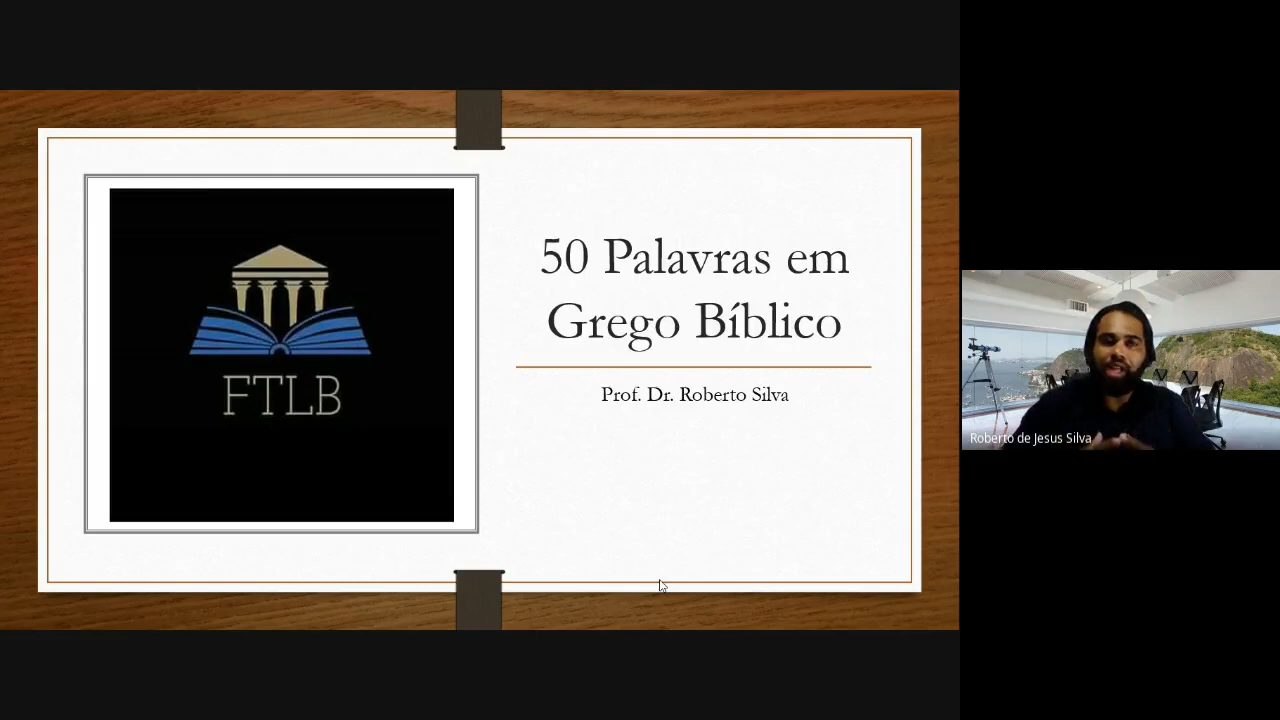 50 Palavras em
Grego Bíblico
Prof. Dr. Roberto Silva
FTLB
Roberto de Jesus Silva